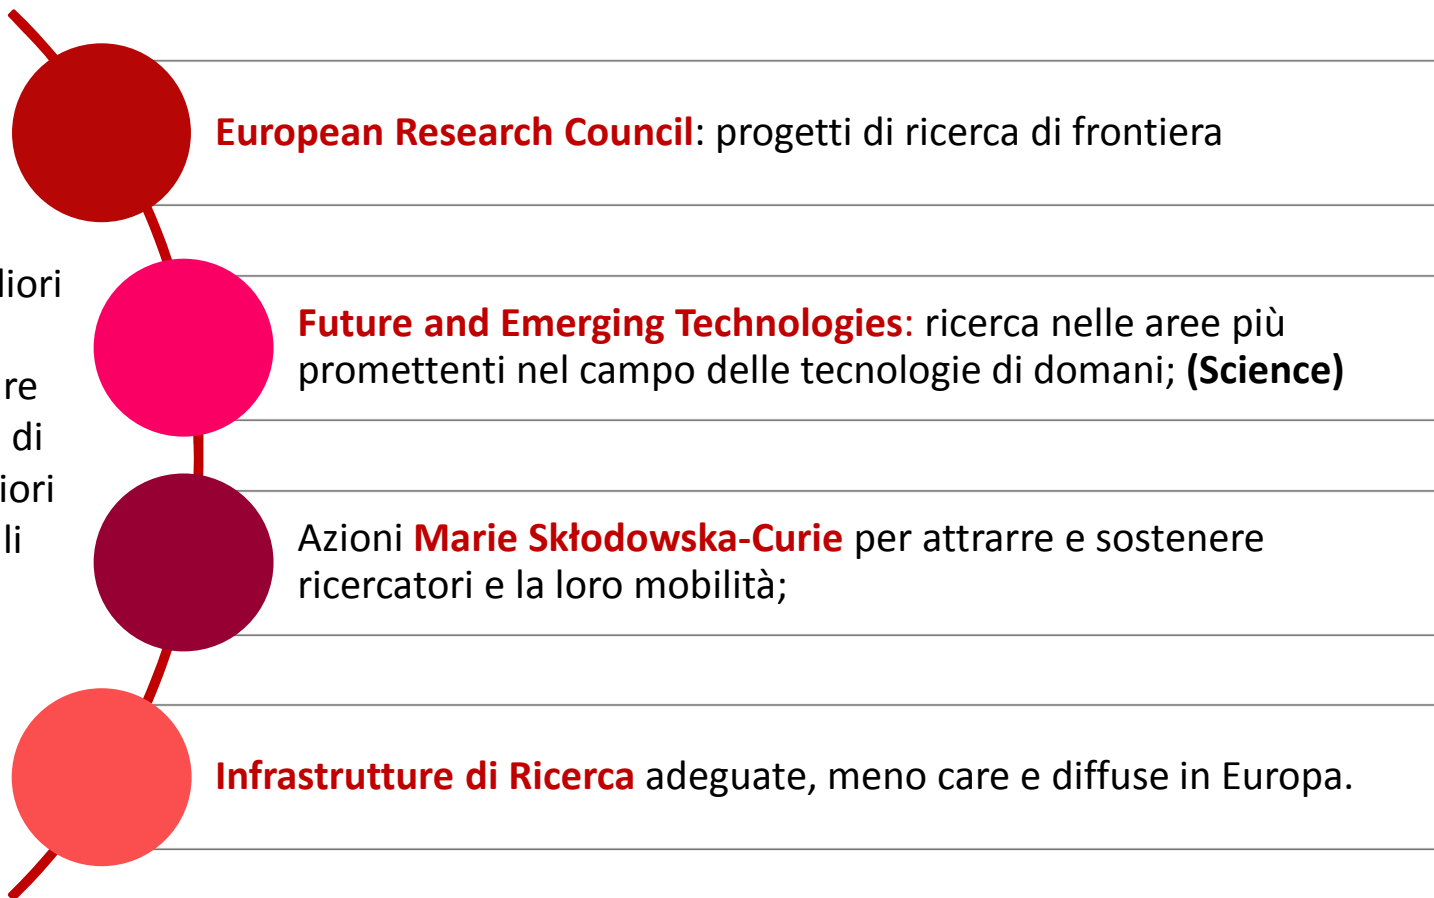 European Research Council: progetti di ricerca di frontiera
Future and Emerging Technologies: ricerca nelle aree più
promettenti nel campo delle tecnologie di domani; (Science)
Azioni Marie Skłodowska-Curie per attrarre e sostenere
ricercatori e la loro mobilità;
Infrastrutture di Ricerca adeguate, meno care e diffuse in Europa.
di